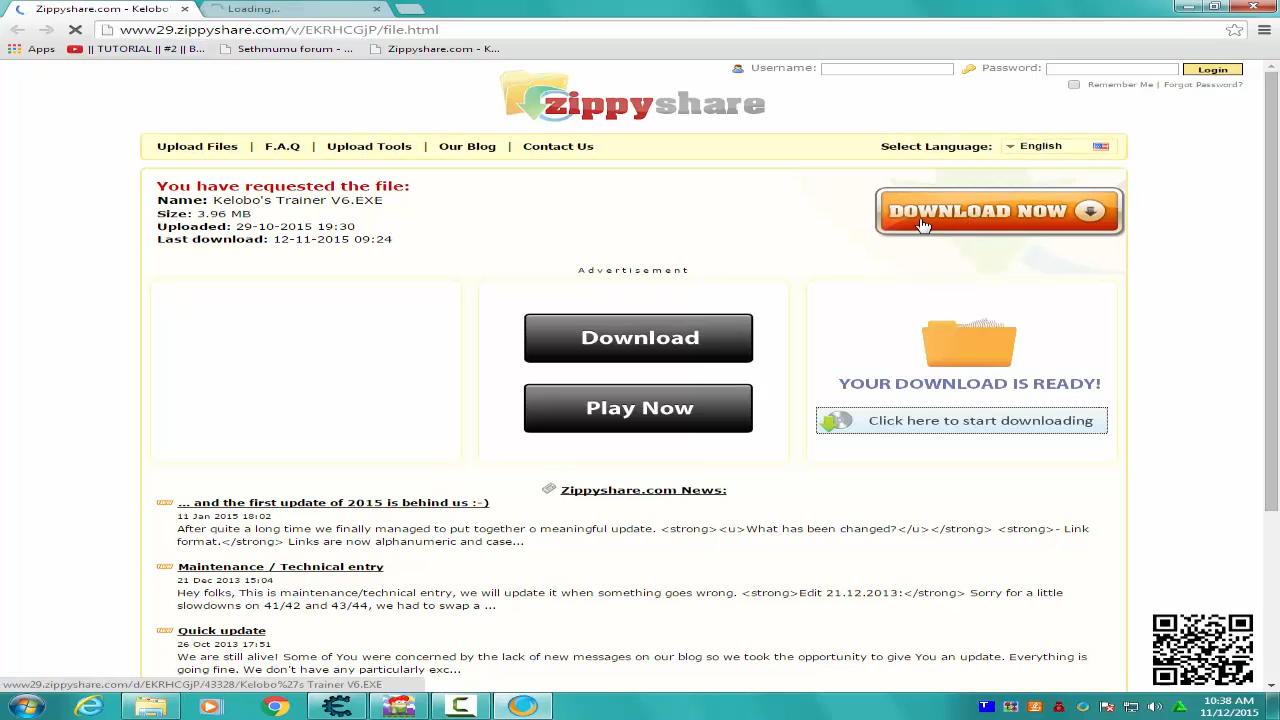 Zippyshare.com - Kelobo'
Loading...
www29.zippyshare.com/v/EKRHCGjP/file.html
Apps
|| TUTORIAL || #2 || B...
Sethmumu forum - ...
Zippyshare.com - K...
Username:
Password:
Login
Remember Me | Forgot Password?
zippyshare
Upload Files | F.A.Q | Upload Tools | Our Blog | Contact Us
Select Language: English
You have requested the file:
Name: Kelobo's Trainer V6.EXE
Size: 3.96 MB
Uploaded: 29-10-2015 19:30
Last download: 12-11-2015 09:24
DOWNLOAD NOW
Advertisement
Download
Play Now
YOUR DOWNLOAD IS READY!
Click here to start downloading
Zippyshare.com News:
... and the first update of 2015 is behind us :-)
11 Jan 2015 18:02
After quite a long time we finally managed to put together o meaningful update. <strong><u>What has been changed?</u></strong> <strong>- Link
format.</strong> Links are now alphanumeric and case...
Maintenance / Technical entry
21 Dec 2013 15:04
Hey folks, This is maintenance/technical entry, we will update it when something goes wrong. <strong>Edit 21.12.2013:</strong> Sorry for a little
slowdowns on 41/42 and 43/44, we had to swap a ...
Quick update
26 Oct 2013 17:51
We are still alive! Some of You were concerned by the lack of new messages on our blog so we took the opportunity to give You an update. Everything is
going fine. We don't have any particularly exc...
www29.zippyshare.com/d/EKRHCGjP/43328/Kelobo%27s Trainer V6.EXE
10:38 AM
11/12/2015